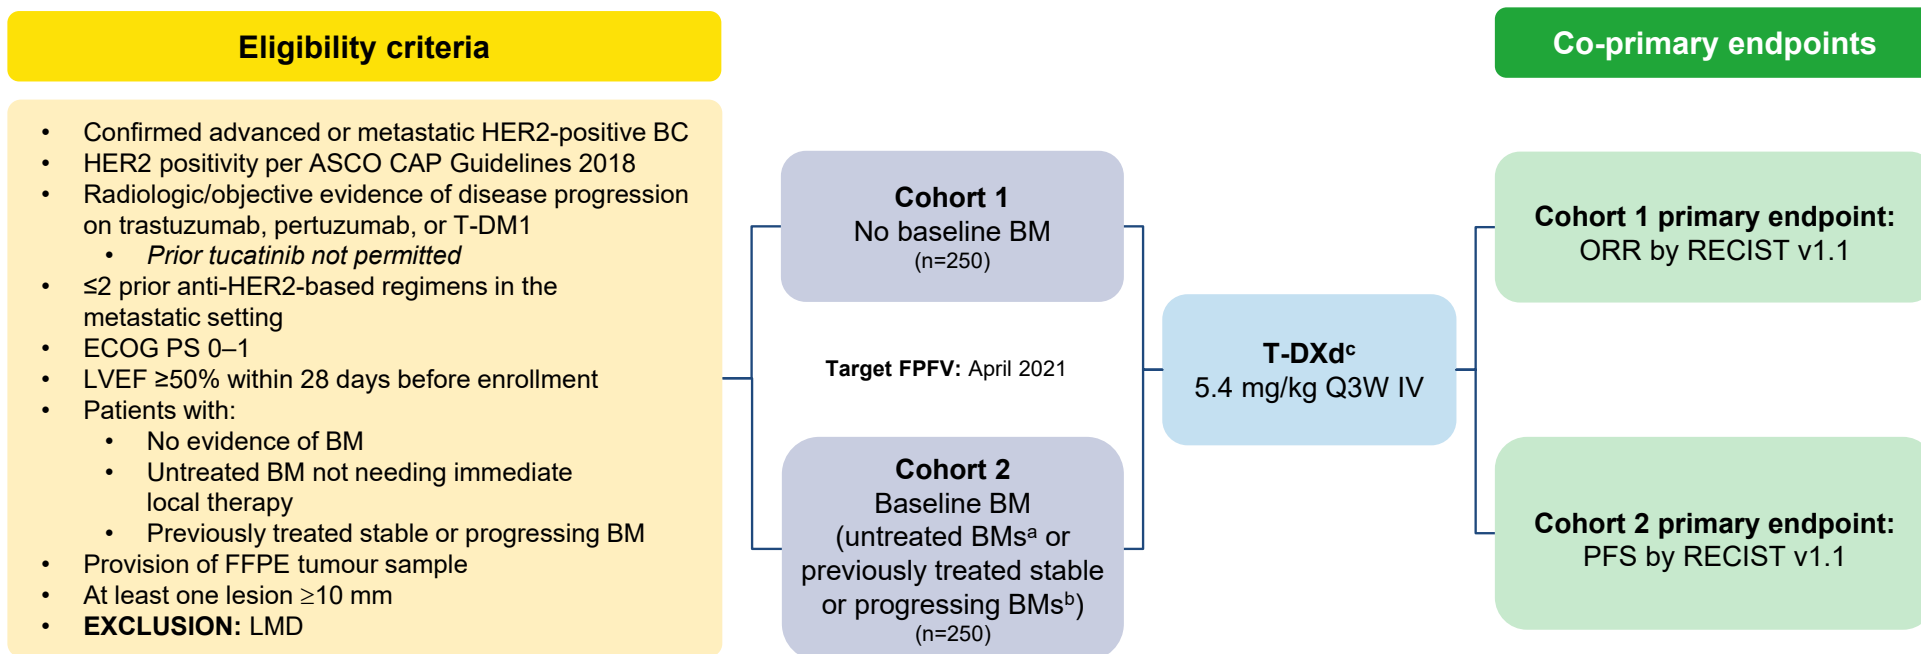 Eligibility criteria
• Confirmed advanced or metastatic HER2-positive BC
• HER2 positivity per ASCO CAP Guidelines 2018
• Radiologic/objective evidence of disease progression
on trastuzumab, pertuzumab, or T-DM1
• Prior tucatinib not permitted
• ≤2 prior anti-HER2-based regimens in the
metastatic setting
• ECOG PS 0–1
• LVEF ≥50% within 28 days before enrollment
• Patients with:
• No evidence of BM
• Untreated BM not needing immediate
local therapy
• Previously treated stable or progressing BM
• Provision of FFPE tumour sample
• At least one lesion ≥10 mm
• EXCLUSION: LMD
Cohort 1
No baseline BM
(n=250)
Target FPFV: April 2021
Cohort 2
Baseline BM
(untreated BMsᵃ or
previously treated stable
or progressing BMsᵇ)
(n=250)
T-DXdᶜ
5.4 mg/kg Q3W IV
Co-primary endpoints
Cohort 1 primary endpoint:
ORR by RECIST v1.1
Cohort 2 primary endpoint:
PFS by RECIST v1.1